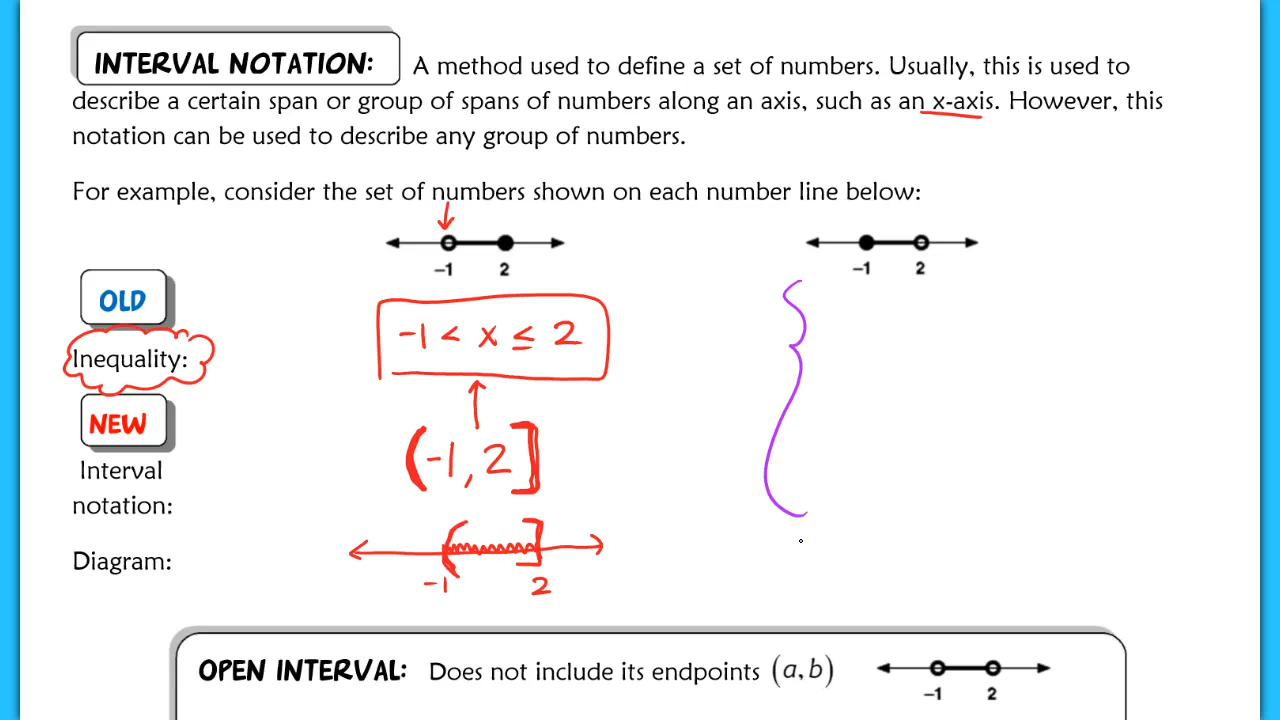 INTERVAL NOTATION: A method used to define a set of numbers. Usually, this is used to
describe a certain span or group of spans of numbers along an axis, such as an x-axis. However, this
notation can be used to describe any group of numbers.
For example, consider the set of numbers shown on each number line below:
–1 2
–1 2
OLD
Inequality:
-1 < x ≤ 2
NEW
Interval
notation:
(-1, 2]
Diagram:
-1 2
OPEN INTERVAL: Does not include its endpoints (a,b)
–1 2